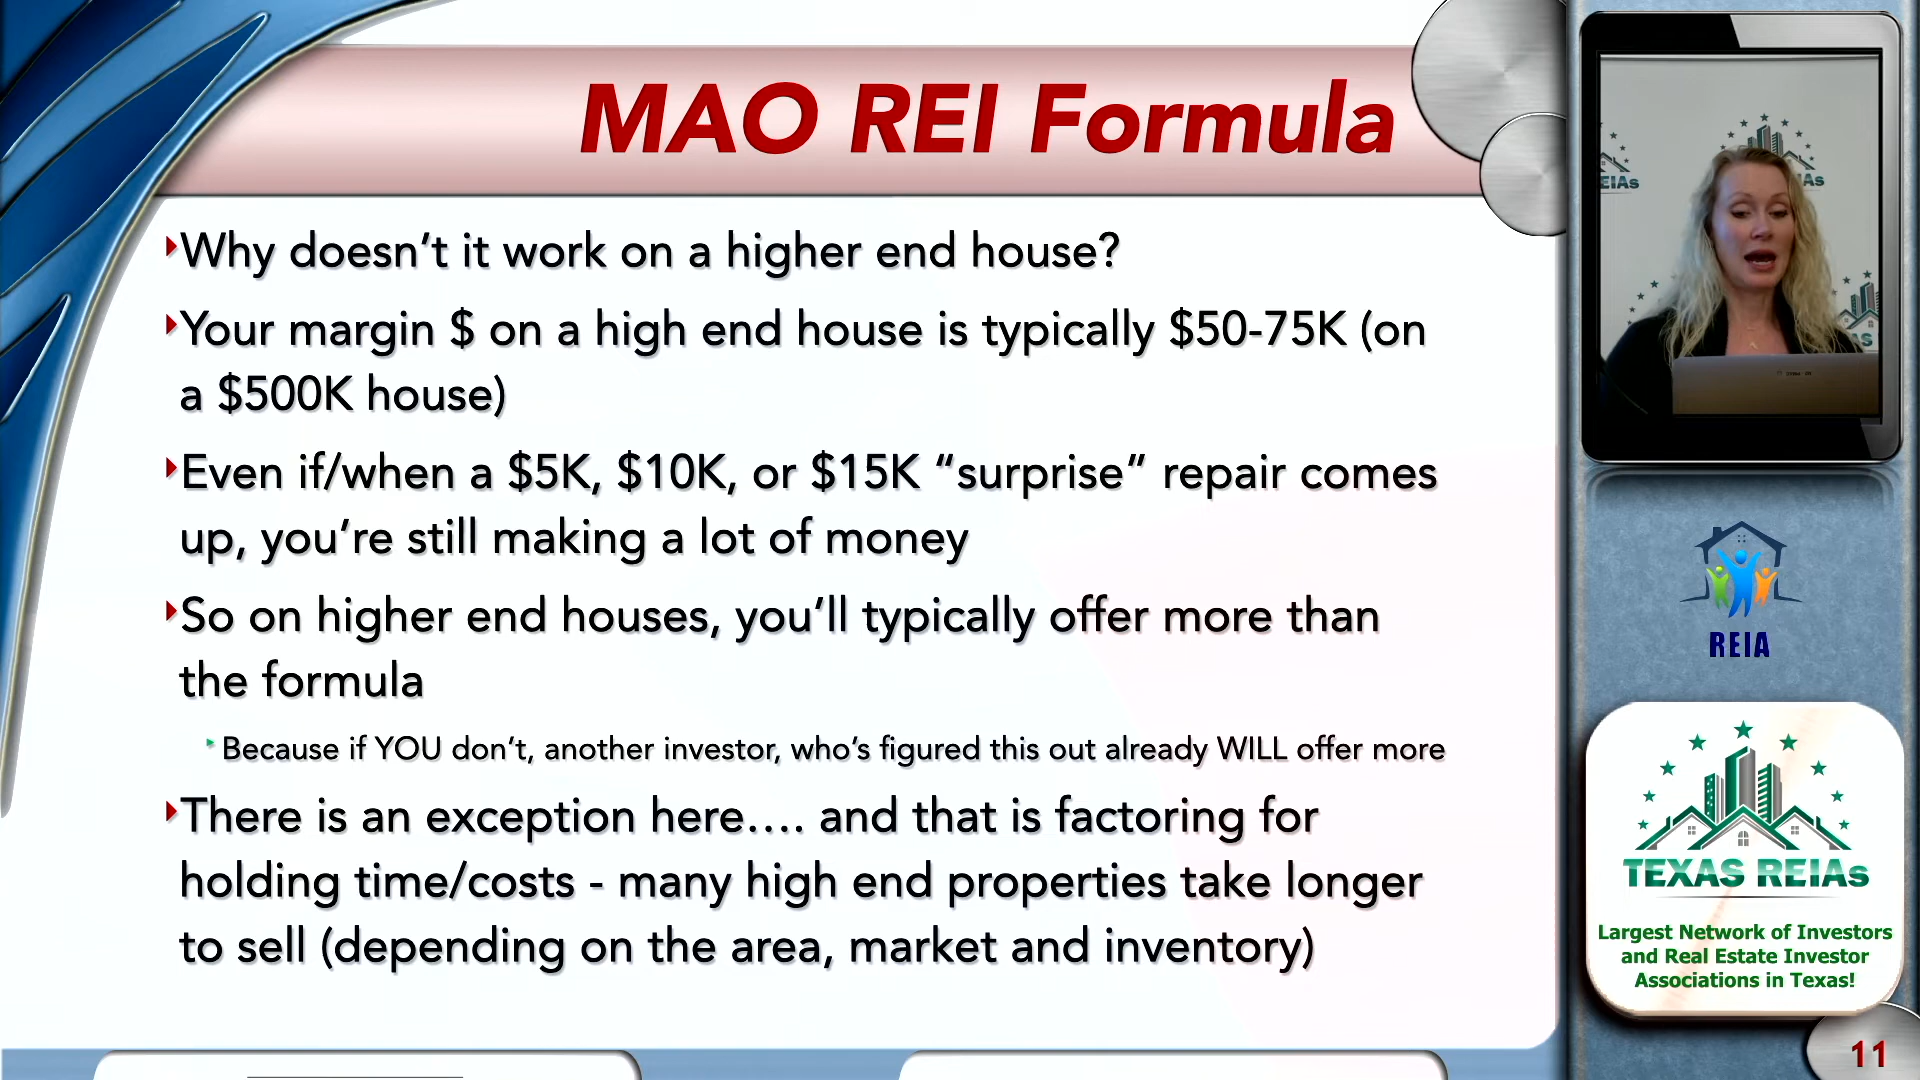 MAO REI Formula
Why doesn’t it work on a higher end house?
Your margin $ on a high end house is typically $50-75K (on
a $500K house)
Even if/when a $5K, $10K, or $15K “surprise” repair comes
up, you’re still making a lot of money
So on higher end houses, you’ll typically offer more than
the formula
Because if YOU don’t, another investor, who’s figured this out already WILL offer more
There is an exception here…. and that is factoring for
holding time/costs - many high end properties take longer
to sell (depending on the area, market and inventory)
EIAs
IAs
AS
REIA
TEXAS REIAs
Largest Network of Investors
and Real Estate Investor
Associations in Texas!
11